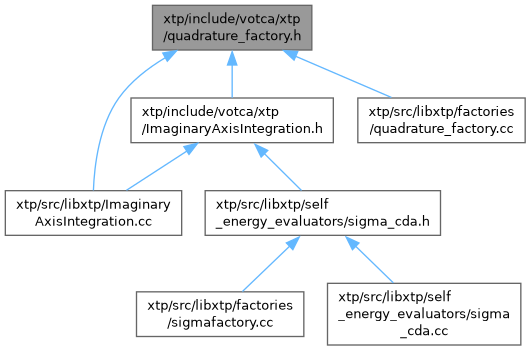 xtp/include/votca/xtp
/quadrature_factory.h
xtp/include/votca/xtp
/ImaginaryAxisIntegration.h
xtp/src/libxtp/factories
/quadrature_factory.cc
xtp/src/libxtp/Imaginary
AxisIntegration.cc
xtp/src/libxtp/self
_energy_evaluators/sigma_cda.h
xtp/src/libxtp/factories
/sigmafactory.cc
xtp/src/libxtp/self
_energy_evaluators/sigma
_cda.cc